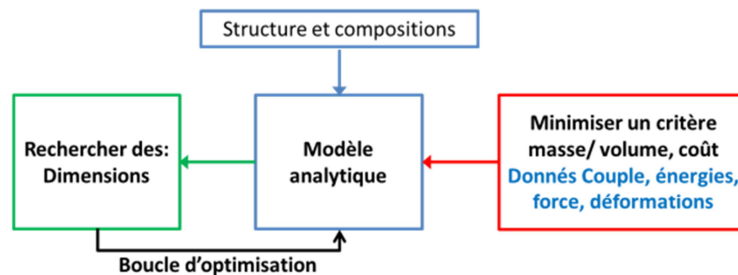 Structure et compositions
Rechercher des:
Dimensions
Modèle
analytique
Minimiser un critère
masse/ volume, coût
Donnés Couple, énergies,
force, déformations
Boucle d'optimisation